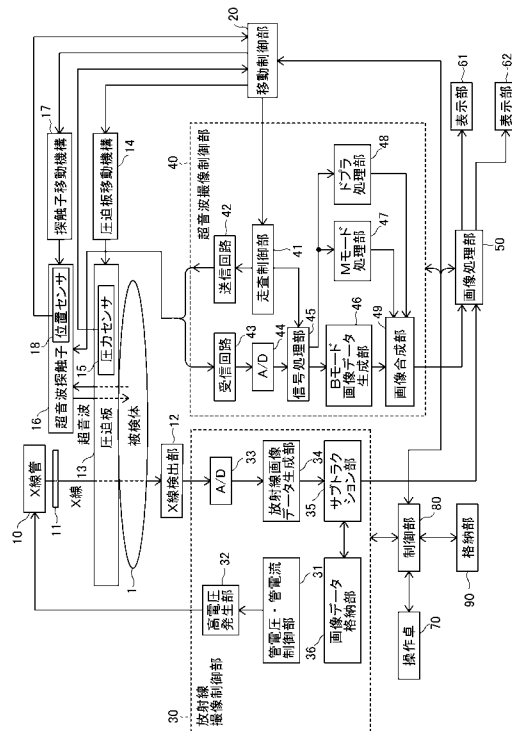 10
X線管
11
X線
13
超音波
圧迫板
被検体
1
16
超音波探触子
18
位置センサ
15
圧力センサ
17
探触子移動機構
14
圧迫板移動機構
20
移動制御部
12
X線検出部
30
放射線
撮像制御部
32
高電圧
発生部
31
管電圧・管電流
制御部
A/D
33
放射線画像
データ生成部
34
サブトラ
クション部
35
画像データ
格納部
36
40
超音波撮像制御部
送信回路
42
受信回路
43
A/D
44
走査制御部
41
信号処理部
45
Bモード
画像データ
生成部
46
Mモード
処理部
47
ドプラ
処理部
48
画像合成部
49
画像処理部
50
表示部
61
表示部
62
制御部
80
操作卓
70
格納部
90